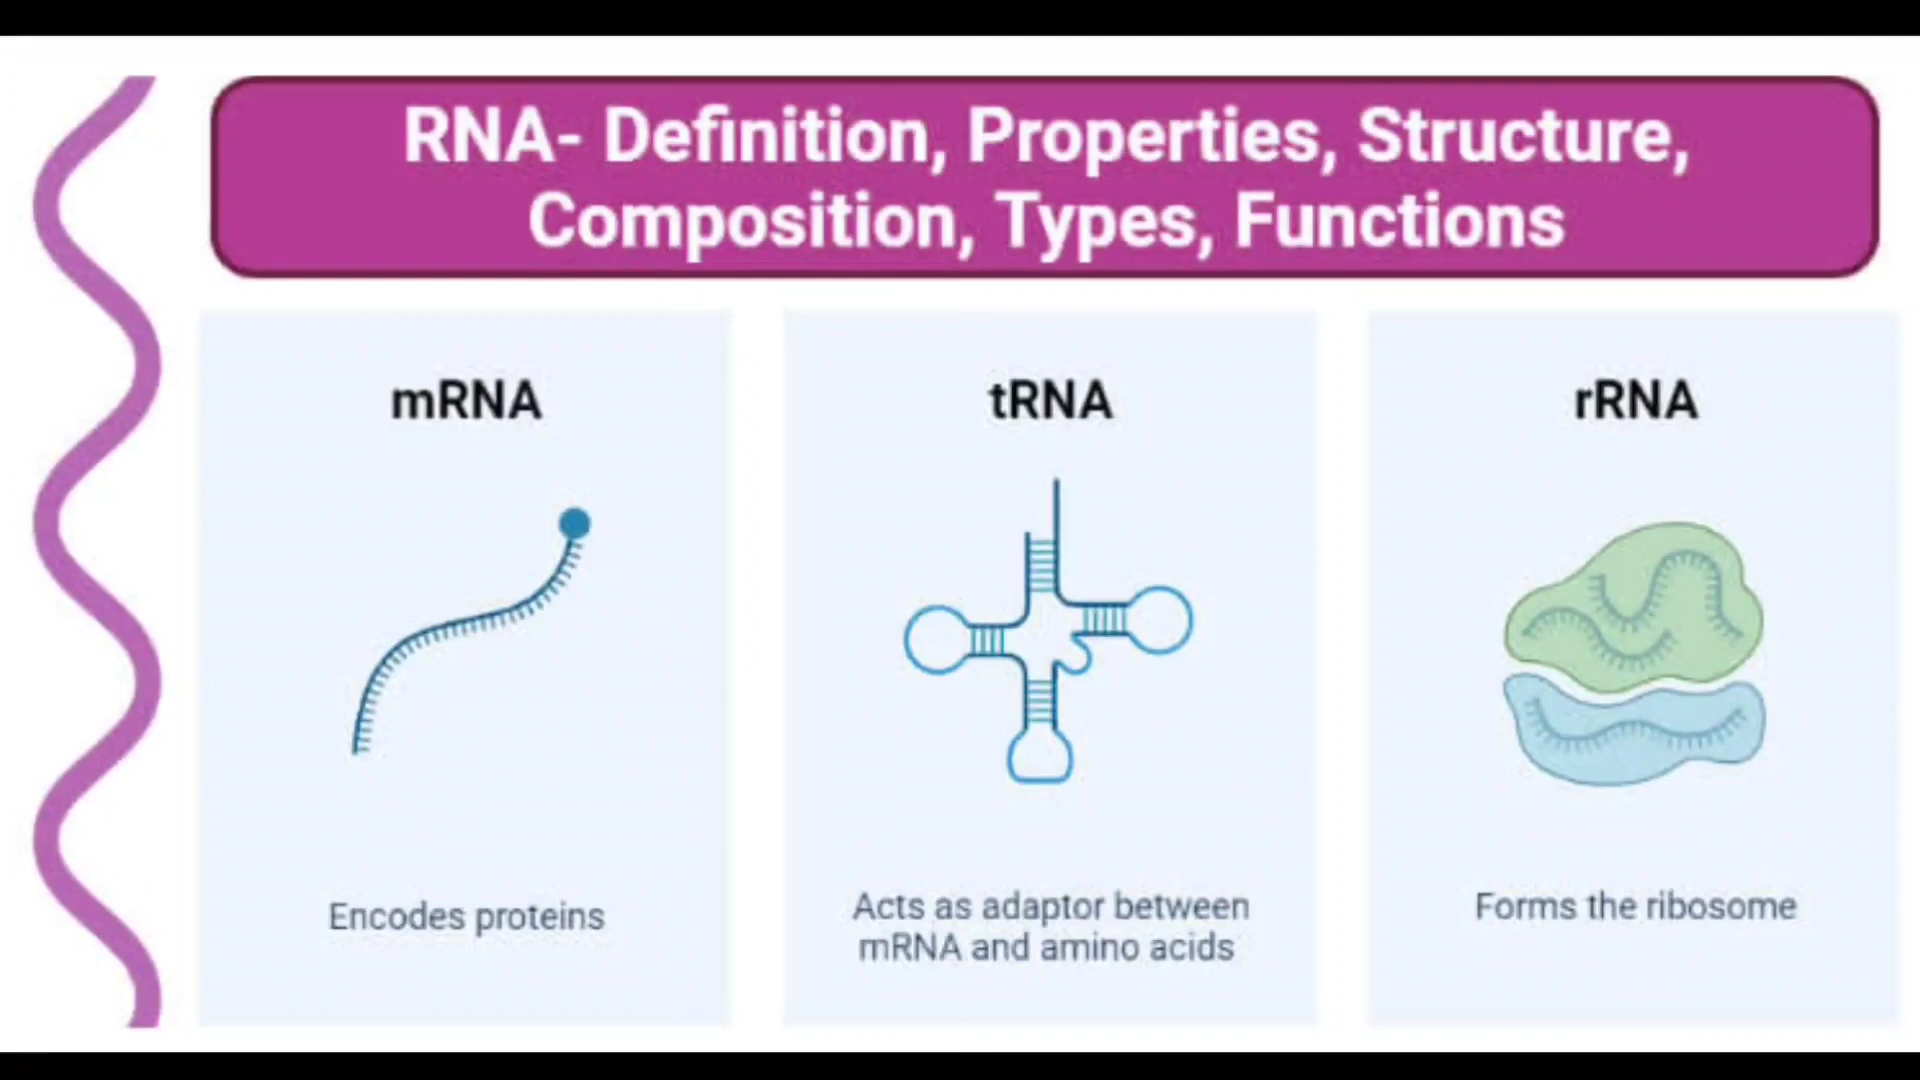 RNA- Definition, Properties, Structure,
Composition, Types, Functions
mRNA
Encodes proteins
tRNA
Acts as adaptor between
mRNA and amino acids
rRNA
Forms the ribosome